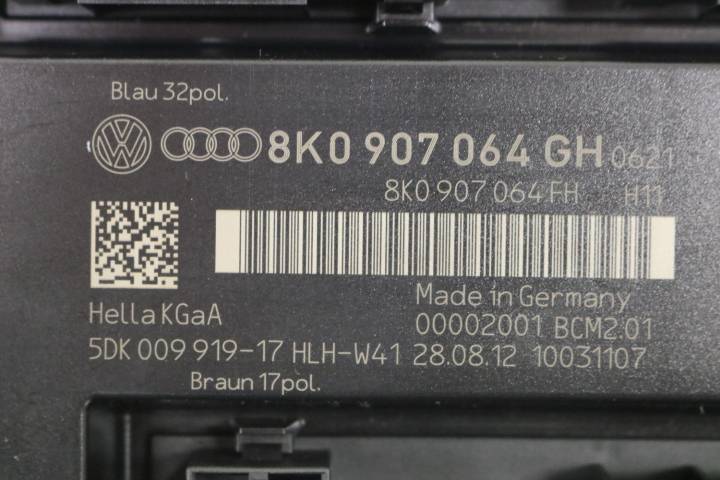 Blau 32pol.
8K0 907 064 GH 0621
8K0 907 064 FH H11
Hella KGaA
Made in Germany
00002001 BCM2.01
5DK 009 919-17 HLH-W41 28.08.12 10031107
Braun 17pol.